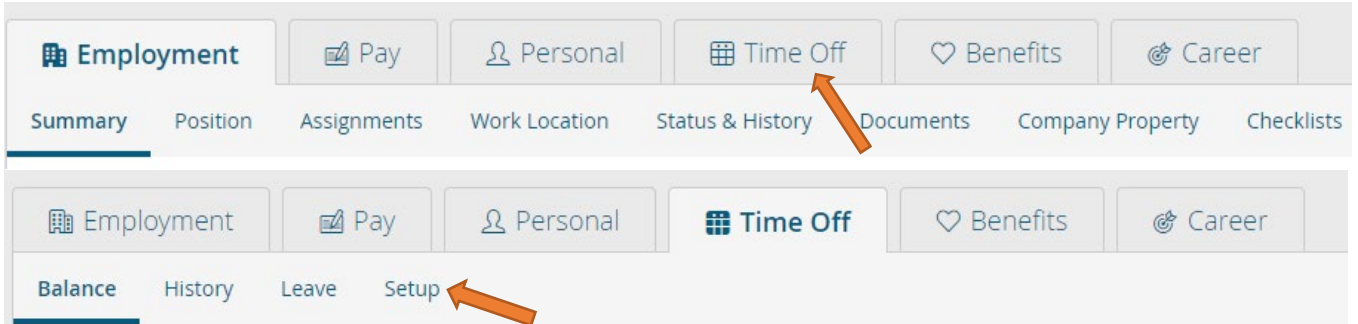 Employment Pay Personal Time Off Benefits Career
Summary Position Assignments Work Location Status & History Documents Company Property Checklists
Employment Pay Personal Time Off Benefits Career
Balance History Leave Setup